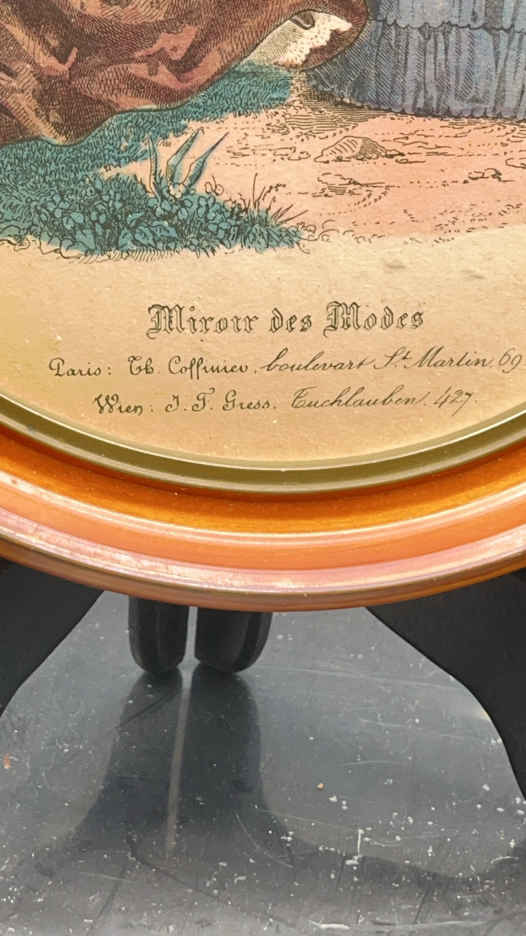 Miroir des Modes
Paris: Th. Coffinier, boulevart St. Martin, 69
Wien: J. T. Gress. Tuchlauben, 427.